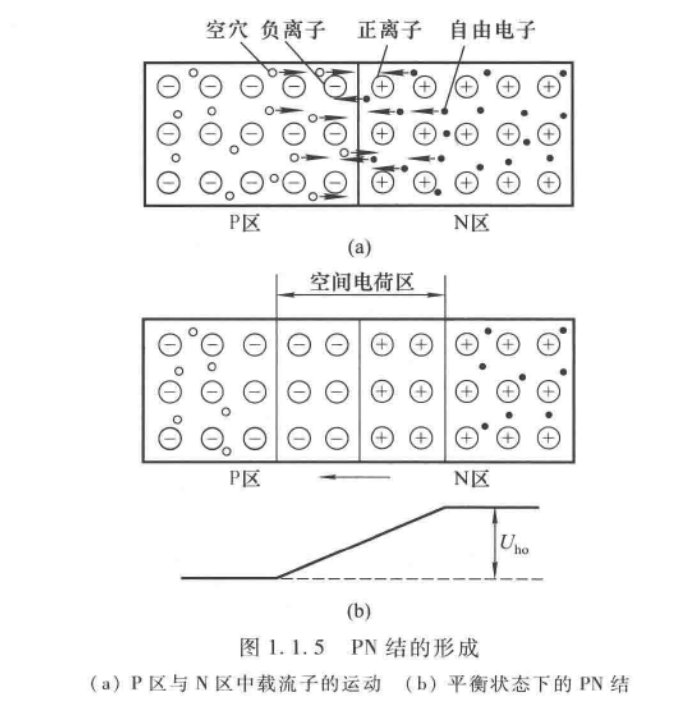 空穴 负离子 正离子 自由电子
P区 N区
(a)
空间电荷区
P区 N区
Uho
(b)
图 1.1.5 PN 结的形成
(a) P 区与 N 区中载流子的运动 (b) 平衡状态下的 PN 结